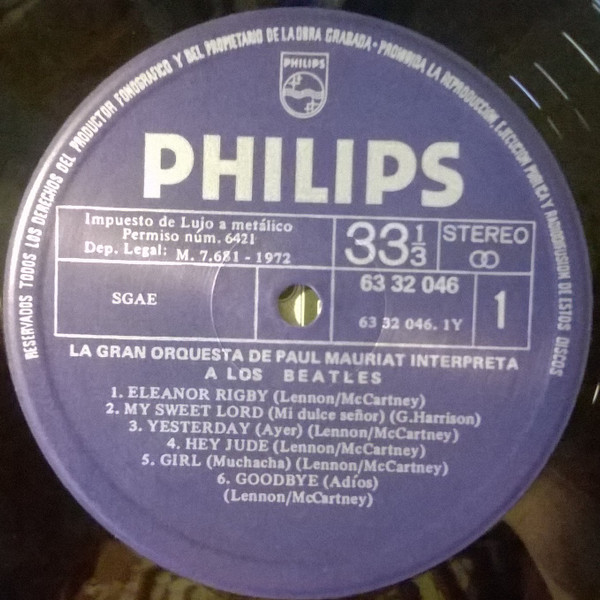 RESERVADOS TODOS LOS DERECHOS DEL PRODUCTOR FONOGRAFICO Y DEL PROPIETARIO DE LA OBRA GRABADA · PROHIBIDA LA REPRODUCCION, EJECUCION PUBLICA Y RADIODIFUSION DE ESTOS DISCOS
PHILIPS
PHILIPS
Impuesto de Lujo a metálico
Permiso núm. 6421
Dep. Legal: M. 7.681 - 1972
33 1/3
STEREO
SGAE
63 32 046
63 32 046. 1Y
1
LA GRAN ORQUESTA DE PAUL MAURIAT INTERPRETA
A LOS BEATLES
1. ELEANOR RIGBY (Lennon/McCartney)
2. MY SWEET LORD (Mi dulce señor) (G.Harrison)
3. YESTERDAY (Ayer) (Lennon/McCartney)
4. HEY JUDE (Lennon/McCartney)
5. GIRL (Muchacha) (Lennon/McCartney)
6. GOODBYE (Adíos)
(Lennon/McCartney)